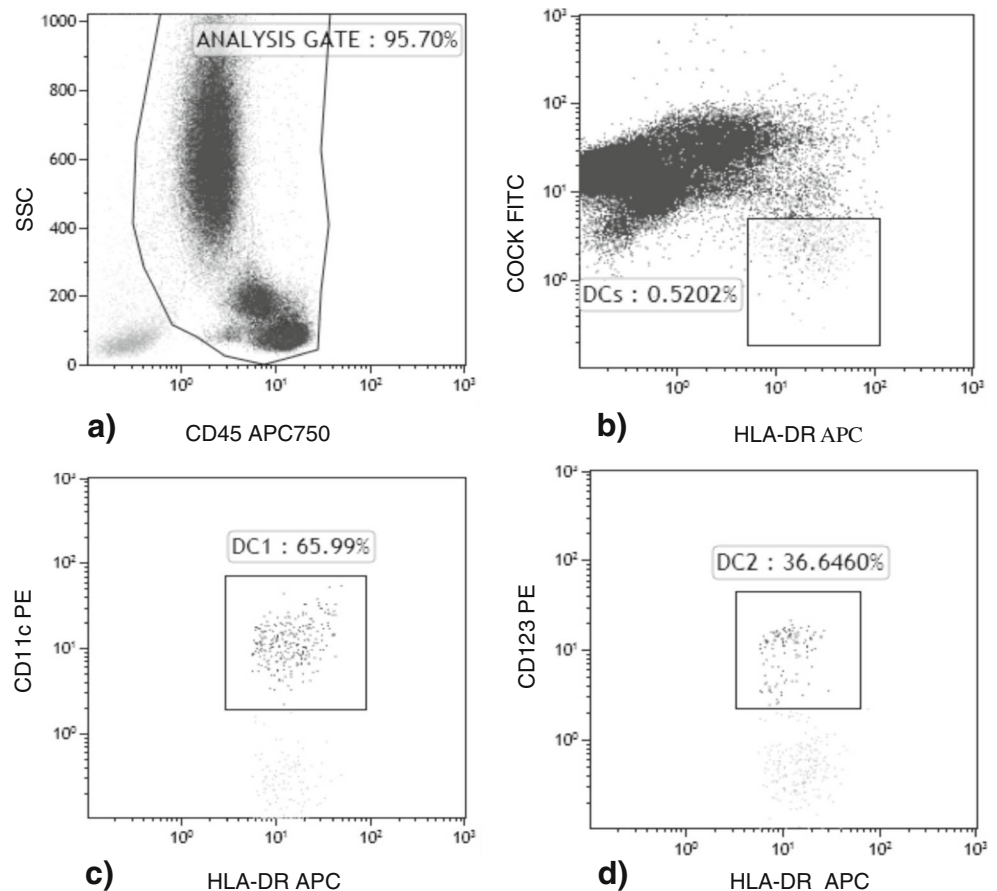 1000
800
600
400
200
0
SSC
ANALYSIS GATE : 95.70%
10⁰
10¹
10²
10³
a)
CD45 APC750
10³
10²
10¹
10⁰
COCK FITC
DCs : 0.5202%
10⁰
10¹
10²
10³
b)
HLA-DR APC
10³
10²
10¹
10⁰
CD11c PE
DC1 : 65.99%
10⁰
10¹
10²
10³
c)
HLA-DR APC
10³
10²
10¹
10⁰
CD123 PE
DC2 : 36.6460%
10⁰
10¹
10²
10³
d)
HLA-DR APC